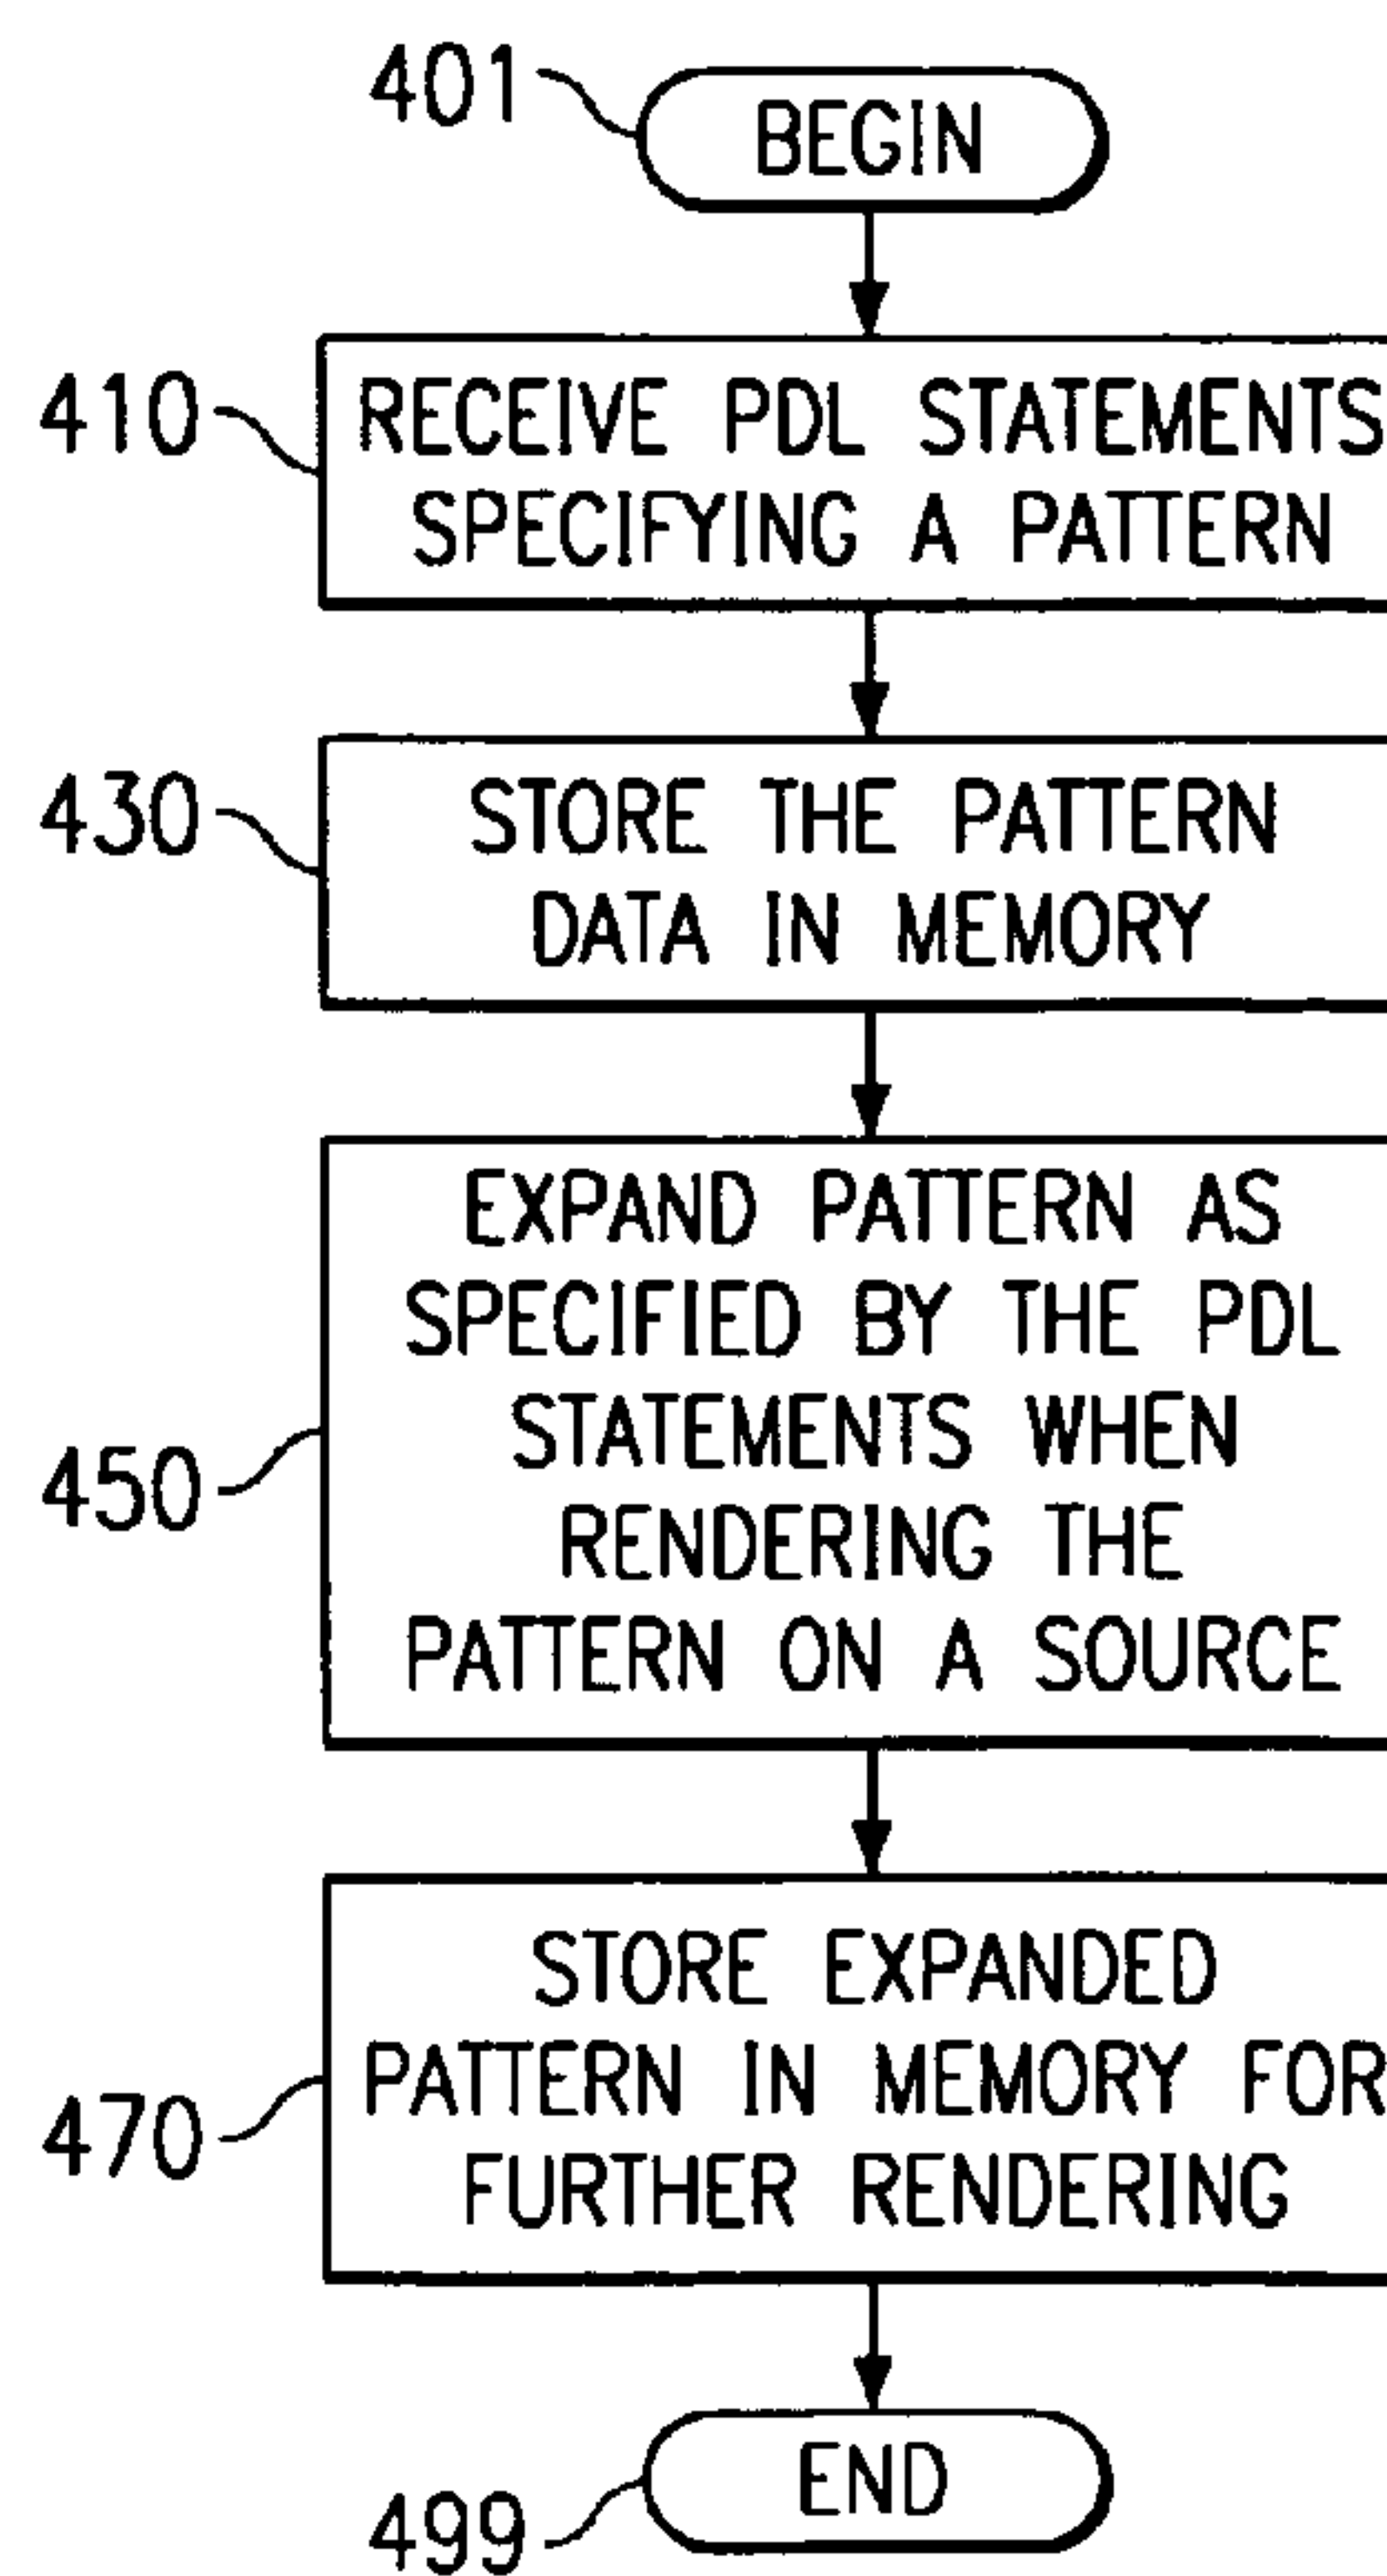 401
BEGIN
410
RECEIVE PDL STATEMENTS
SPECIFYING A PATTERN
430
STORE THE PATTERN
DATA IN MEMORY
450
EXPAND PATTERN AS
SPECIFIED BY THE PDL
STATEMENTS WHEN
RENDERING THE
PATTERN ON A SOURCE
470
STORE EXPANDED
PATTERN IN MEMORY FOR
FURTHER RENDERING
499
END